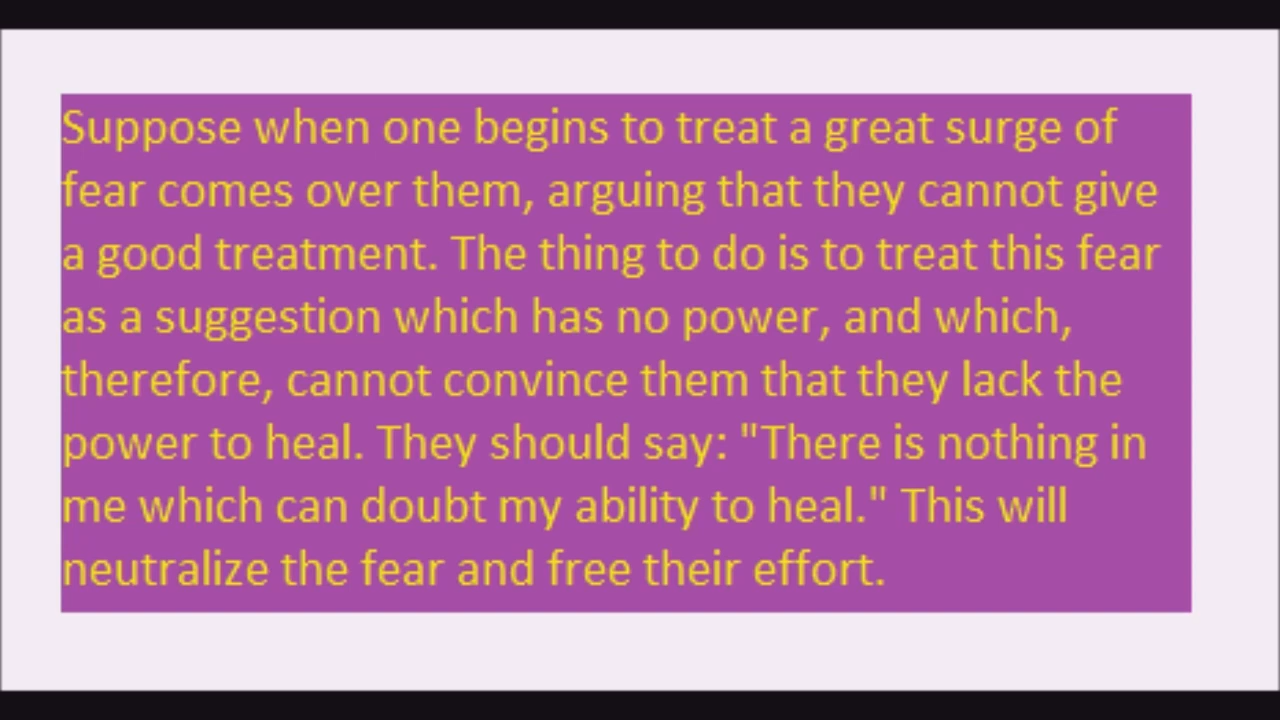 Suppose when one begins to treat a great surge of
fear comes over them, arguing that they cannot give
a good treatment. The thing to do is to treat this fear
as a suggestion which has no power, and which,
therefore, cannot convince them that they lack the
power to heal. They should say: "There is nothing in
me which can doubt my ability to heal." This will
neutralize the fear and free their effort.